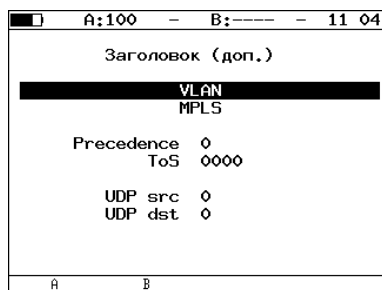 A:100 – B:---- – 11 04
Заголовок (доп.)
VLAN
MPLS
Precedence 0
ToS 0000
UDP src 0
UDP dst 0
A B